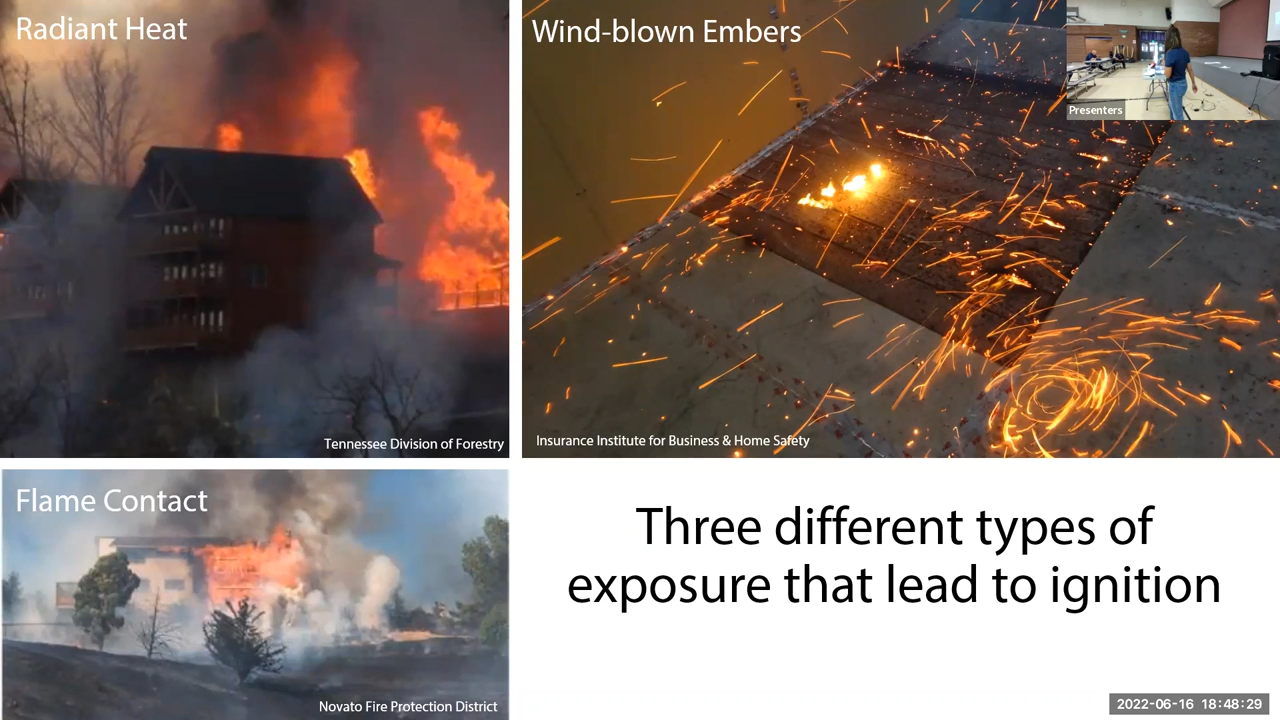 Radiant Heat
Wind-blown Embers
Presenters
Tennessee Division of Forestry
Insurance Institute for Business & Home Safety
Flame Contact
Three different types of
exposure that lead to ignition
Novato Fire Protection District
2022-06-16 18:48:29